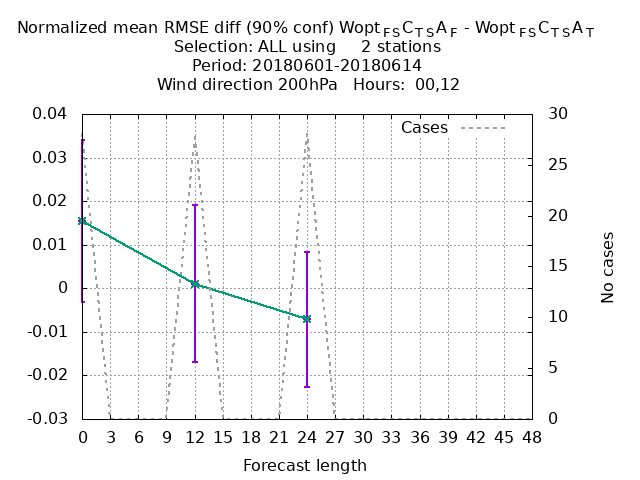 Normalized mean RMSE diff (90% conf) Wopt FS C TS A F - Wopt FS C TS A T
Selection: ALL using 2 stations
Period: 20180601-20180614
Wind direction 200hPa Hours: 00,12
Cases
0.04
0.03
0.02
0.01
0
-0.01
-0.02
-0.03
30
25
20
15
10
5
0
No cases
0 3 6 9 12 15 18 21 24 27 30 33 36 39 42 45 48
Forecast length